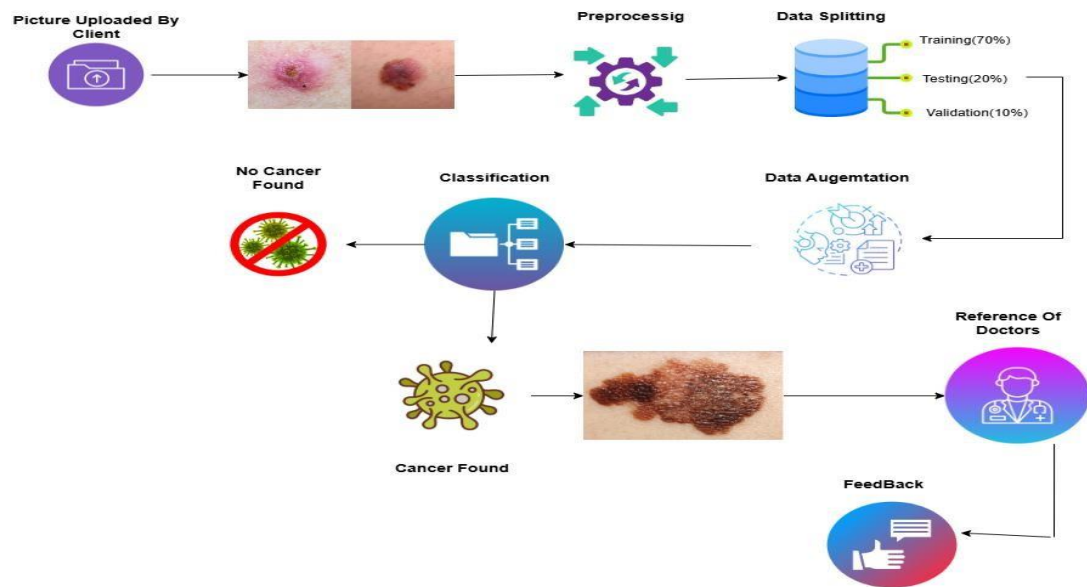 Picture Uploaded By
Client
Preprocessig
Data Splitting
Training(70%)
Testing(20%)
Validation(10%)
No Cancer
Found
Classification
Data Augemtation
Reference Of
Doctors
Cancer Found
FeedBack